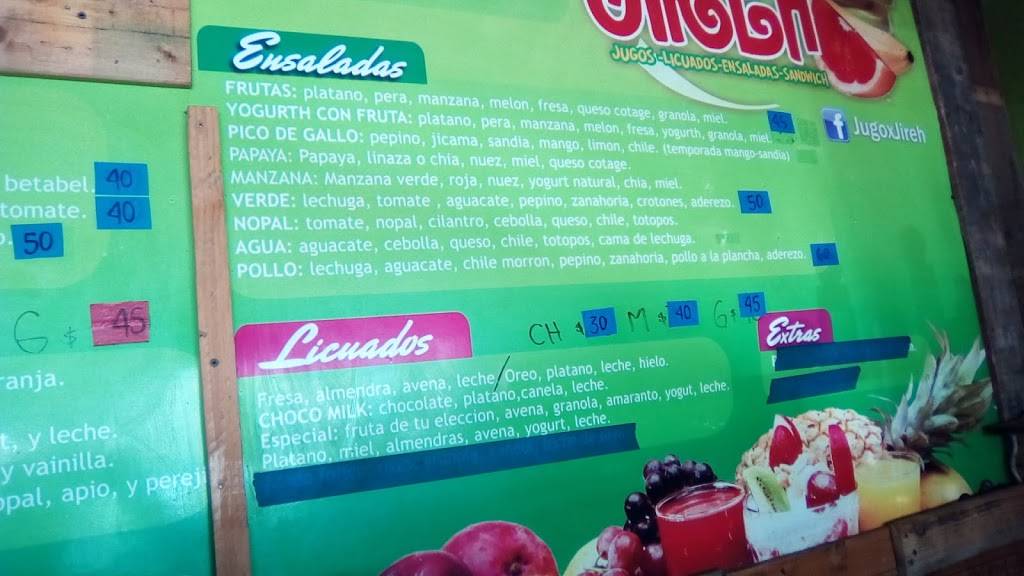 JUGOS-LICUADOS-ENSALADAS-SANDWICH
JugoxJireh
Ensaladas
FRUTAS: platano, pera, manzana, melon, fresa, queso cotage, granola, miel.
YOGURTH CON FRUTA: platano, pera, manzana, melon, fresa, yogurth, granola, miel 45
PICO DE GALLO: pepino, jicama, sandia, mango, limon, chile. (temporada mango-sandia)
PAPAYA: Papaya, linaza o chia, nuez, miel, queso cotage.
MANZANA: Manzana verde, roja, nuez, yogurt natural, chia, miel.
VERDE: lechuga, tomate , aguacate, pepino, zanahoria, crotones, aderezo. 50
NOPAL: tomate, nopal, cilantro, cebolla, queso, chile, totopos.
AGUA: aguacate, cebolla, queso, chile, totopos, cama de lechuga.
POLLO: lechuga, aguacate, chile morron, pepino, zanahoria, pollo a la plancha, aderezo.
betabel. 40
tomate. 40
50
G $ 45
ranja.
y leche.
y vainilla.
opal, apio, y pereji
Licuados
CH $ 30 M $ 40 G $ 45
Fresa, almendra, avena, leche/Oreo, platano, leche, hielo.
CHOCO MILK: chocolate, platano,canela, leche.
Especial: fruta de tu eleccion, avena, granola, amaranto, yogut, leche.
Platano, miel, almendras, avena, yogurt, leche.
Extras